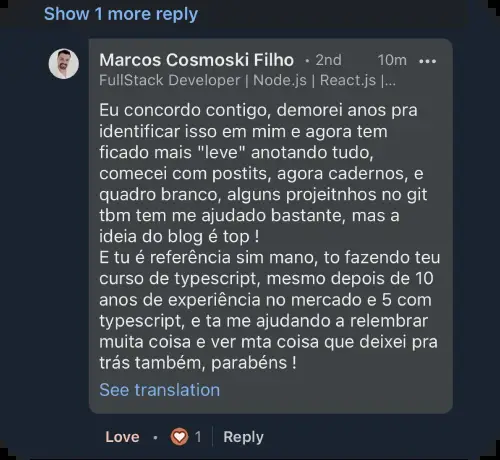 Show 1 more reply
Marcos Cosmoski Filho • 2nd 10m •••
FullStack Developer | Node.js | React.js |...
Eu concordo contigo, demorei anos pra
identificar isso em mim e agora tem
ficado mais "leve" anotando tudo,
comecei com postits, agora cadernos, e
quadro branco, alguns projeitnhos no git
tbm tem me ajudado bastante, mas a
ideia do blog é top !
E tu é referência sim mano, to fazendo teu
curso de typescript, mesmo depois de 10
anos de experiência no mercado e 5 com
typescript, e ta me ajudando a relembrar
muita coisa e ver mta coisa que deixei pra
trás também, parabéns !
See translation
Love • 1 | Reply